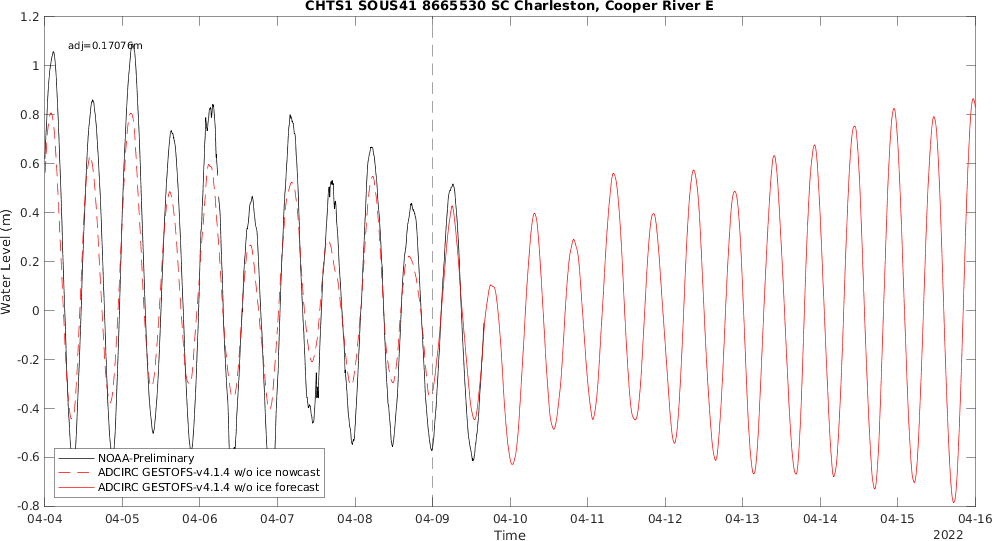 CHTS1 SOUS41 8665530 SC Charleston, Cooper River E
adj=0.17076m
1.2
1
0.8
0.6
0.4
0.2
0
-0.2
-0.4
-0.6
-0.8
Water Level (m)
NOAA-Preliminary
ADCIRC GESTOFS-v4.1.4 w/o ice nowcast
ADCIRC GESTOFS-v4.1.4 w/o ice forecast
04-04 04-05 04-06 04-07 04-08 04-09 04-10 04-11 04-12 04-13 04-14 04-15 04-16
Time
2022